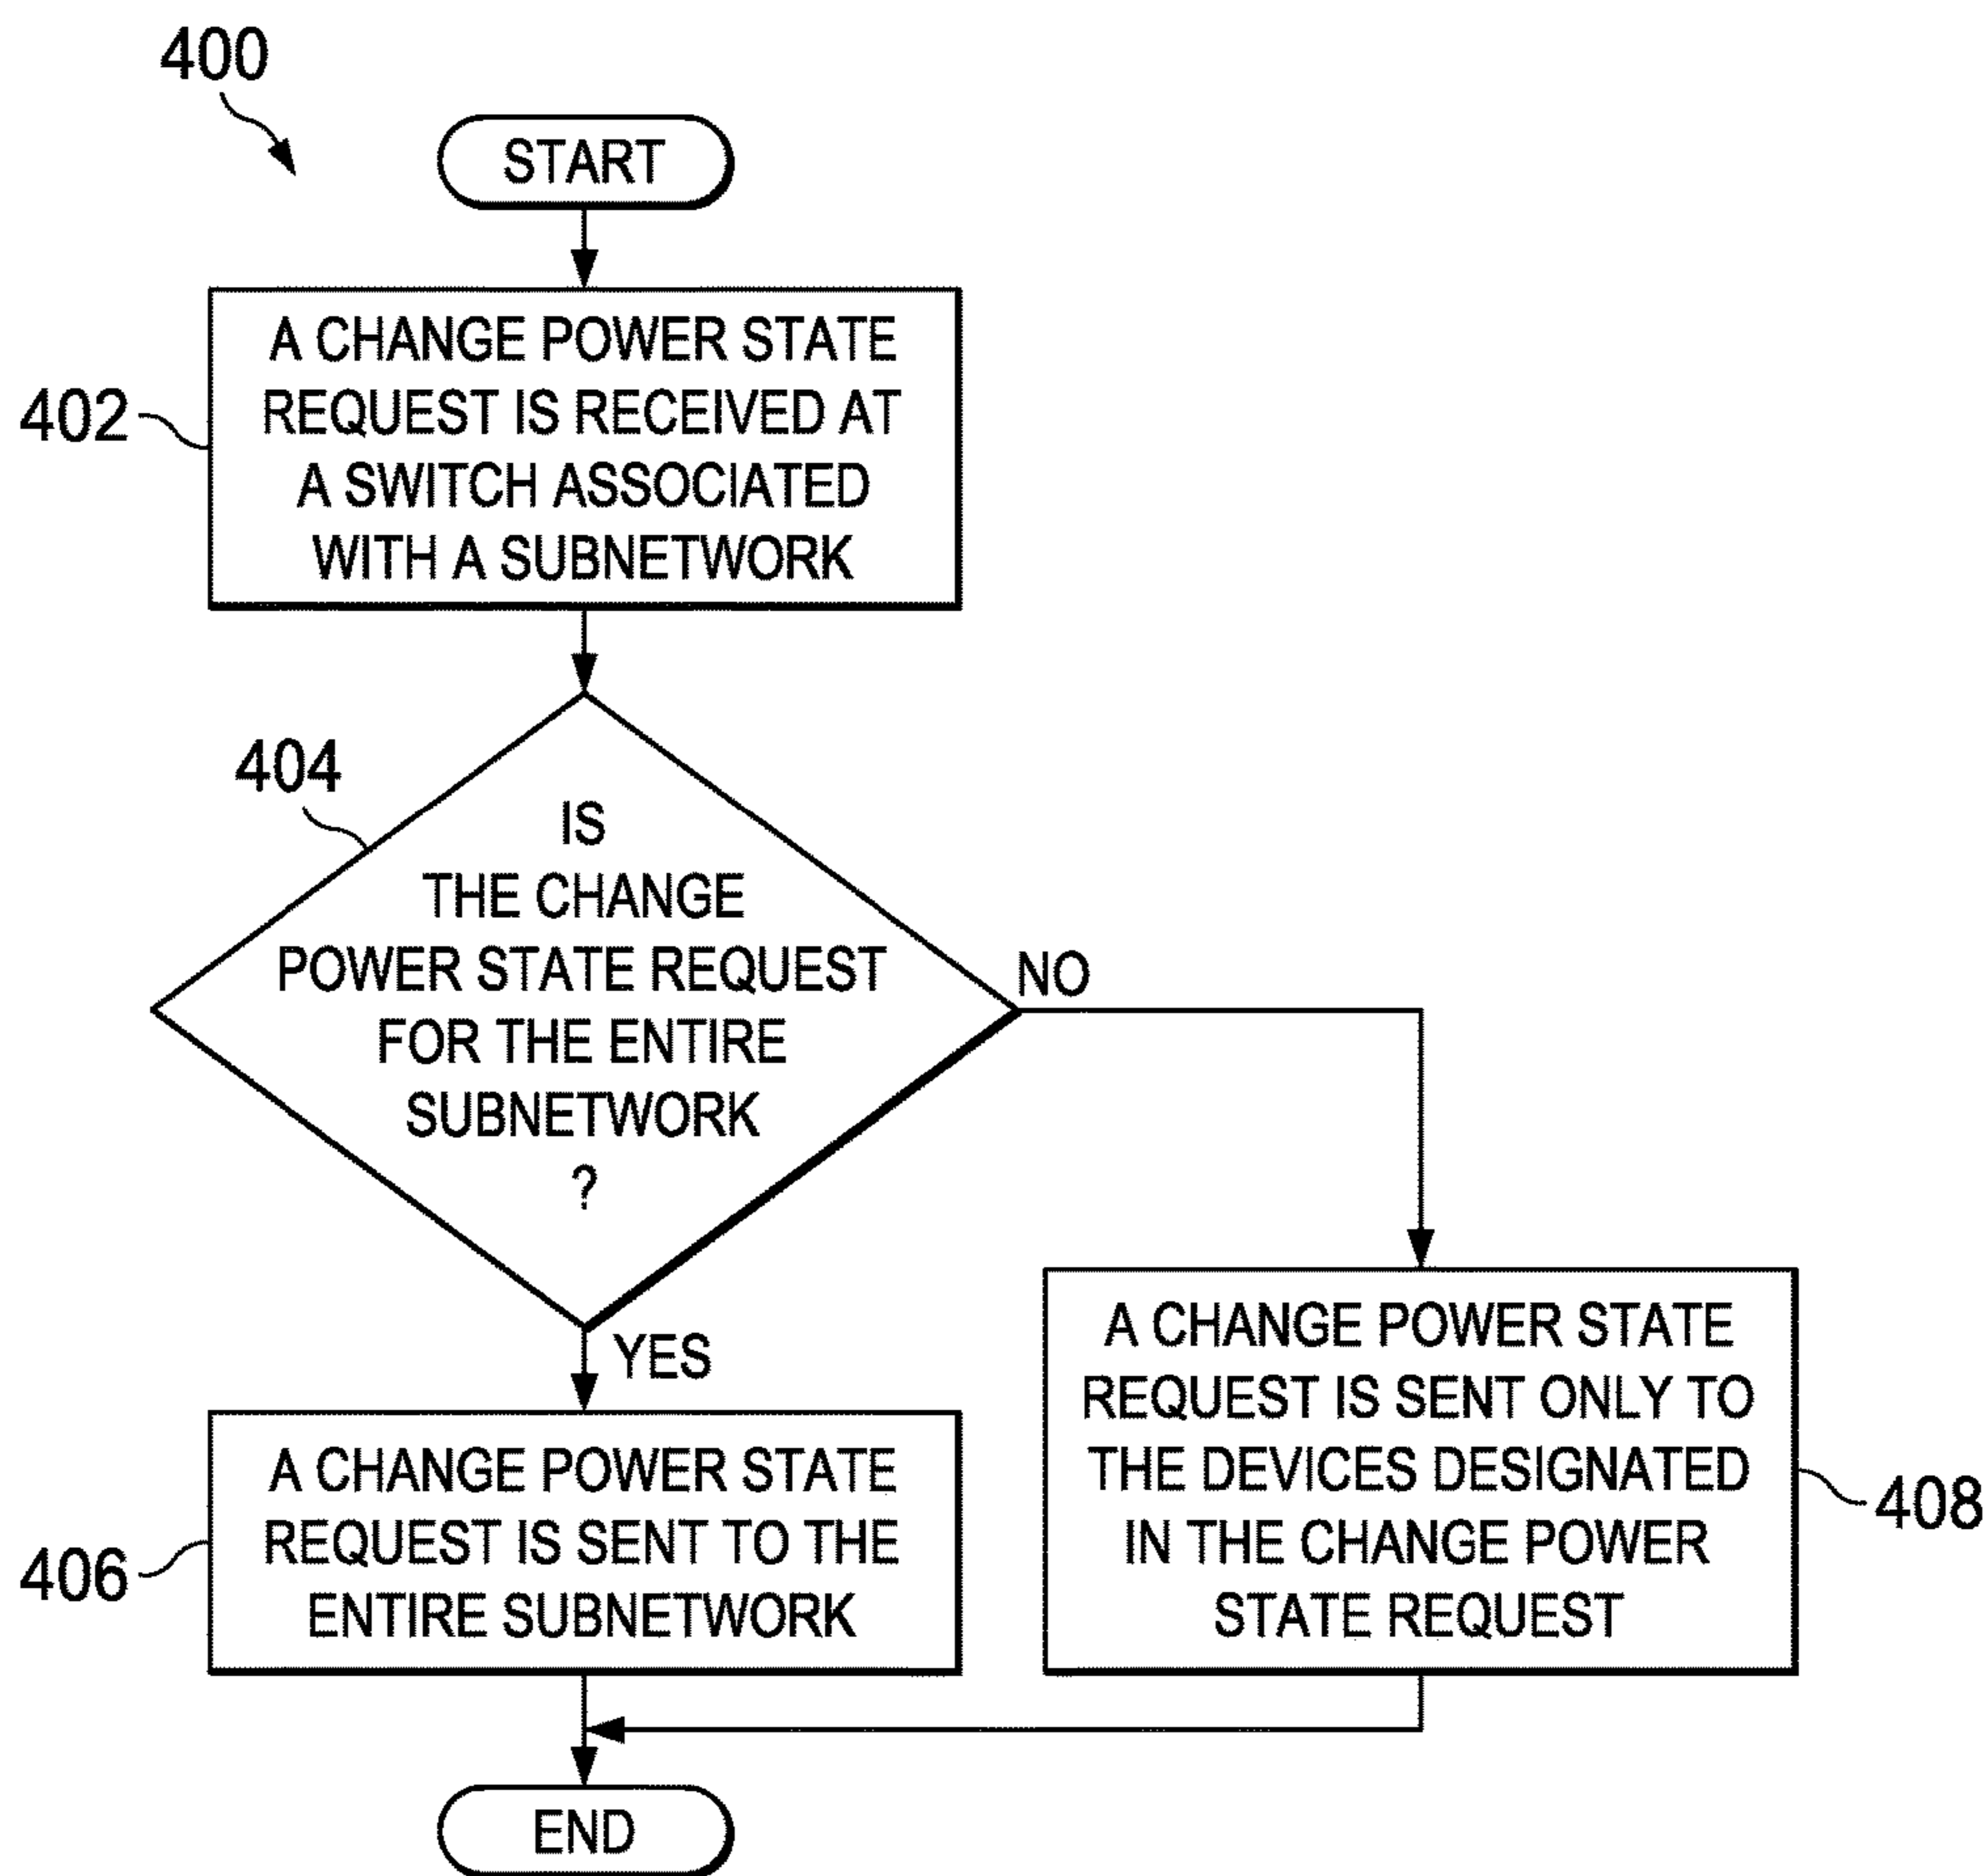 400
START
402
A CHANGE POWER STATE
REQUEST IS RECEIVED AT
A SWITCH ASSOCIATED
WITH A SUBNETWORK
404
IS
THE CHANGE
POWER STATE REQUEST
FOR THE ENTIRE
SUBNETWORK
?
NO
YES
406
A CHANGE POWER STATE
REQUEST IS SENT TO THE
ENTIRE SUBNETWORK
A CHANGE POWER STATE
REQUEST IS SENT ONLY TO
THE DEVICES DESIGNATED
IN THE CHANGE POWER
STATE REQUEST
408
END